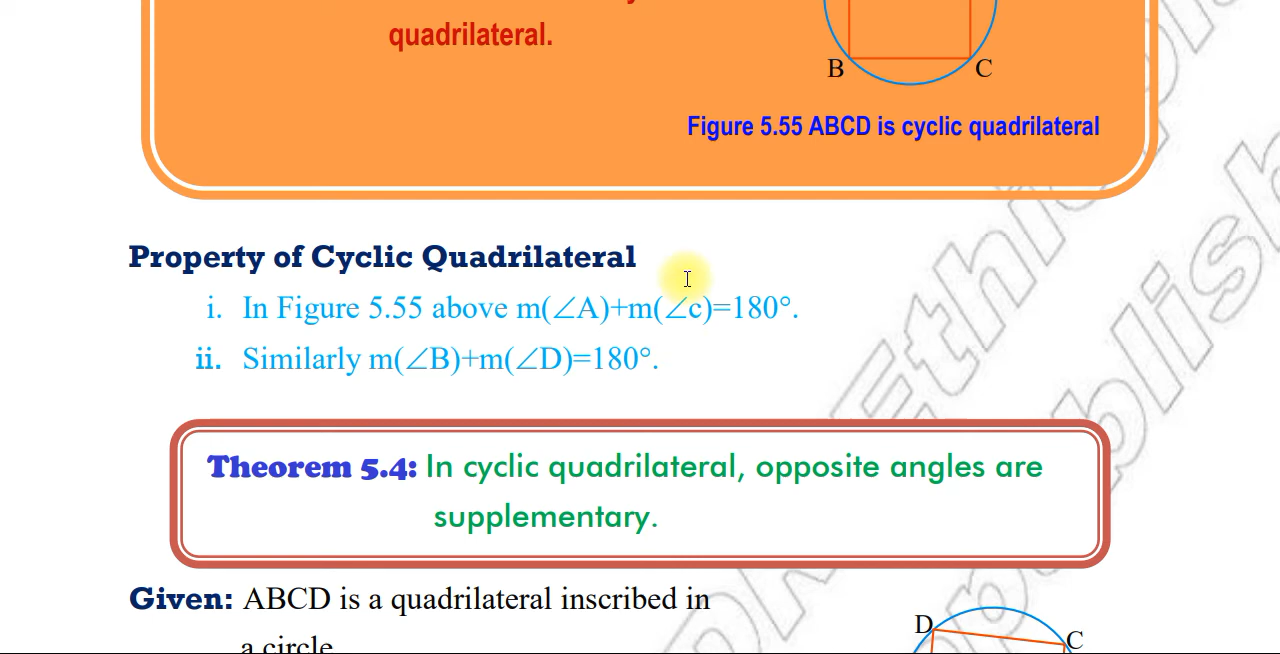 quadrilateral.
B
C
Figure 5.55 ABCD is cyclic quadrilateral
Property of Cyclic Quadrilateral
i. In Figure 5.55 above m(∠A)+m(∠c)=180°.
ii. Similarly m(∠B)+m(∠D)=180°.
Theorem 5.4: In cyclic quadrilateral, opposite angles are
supplementary.
Given: ABCD is a quadrilateral inscribed in
D
C
a circle